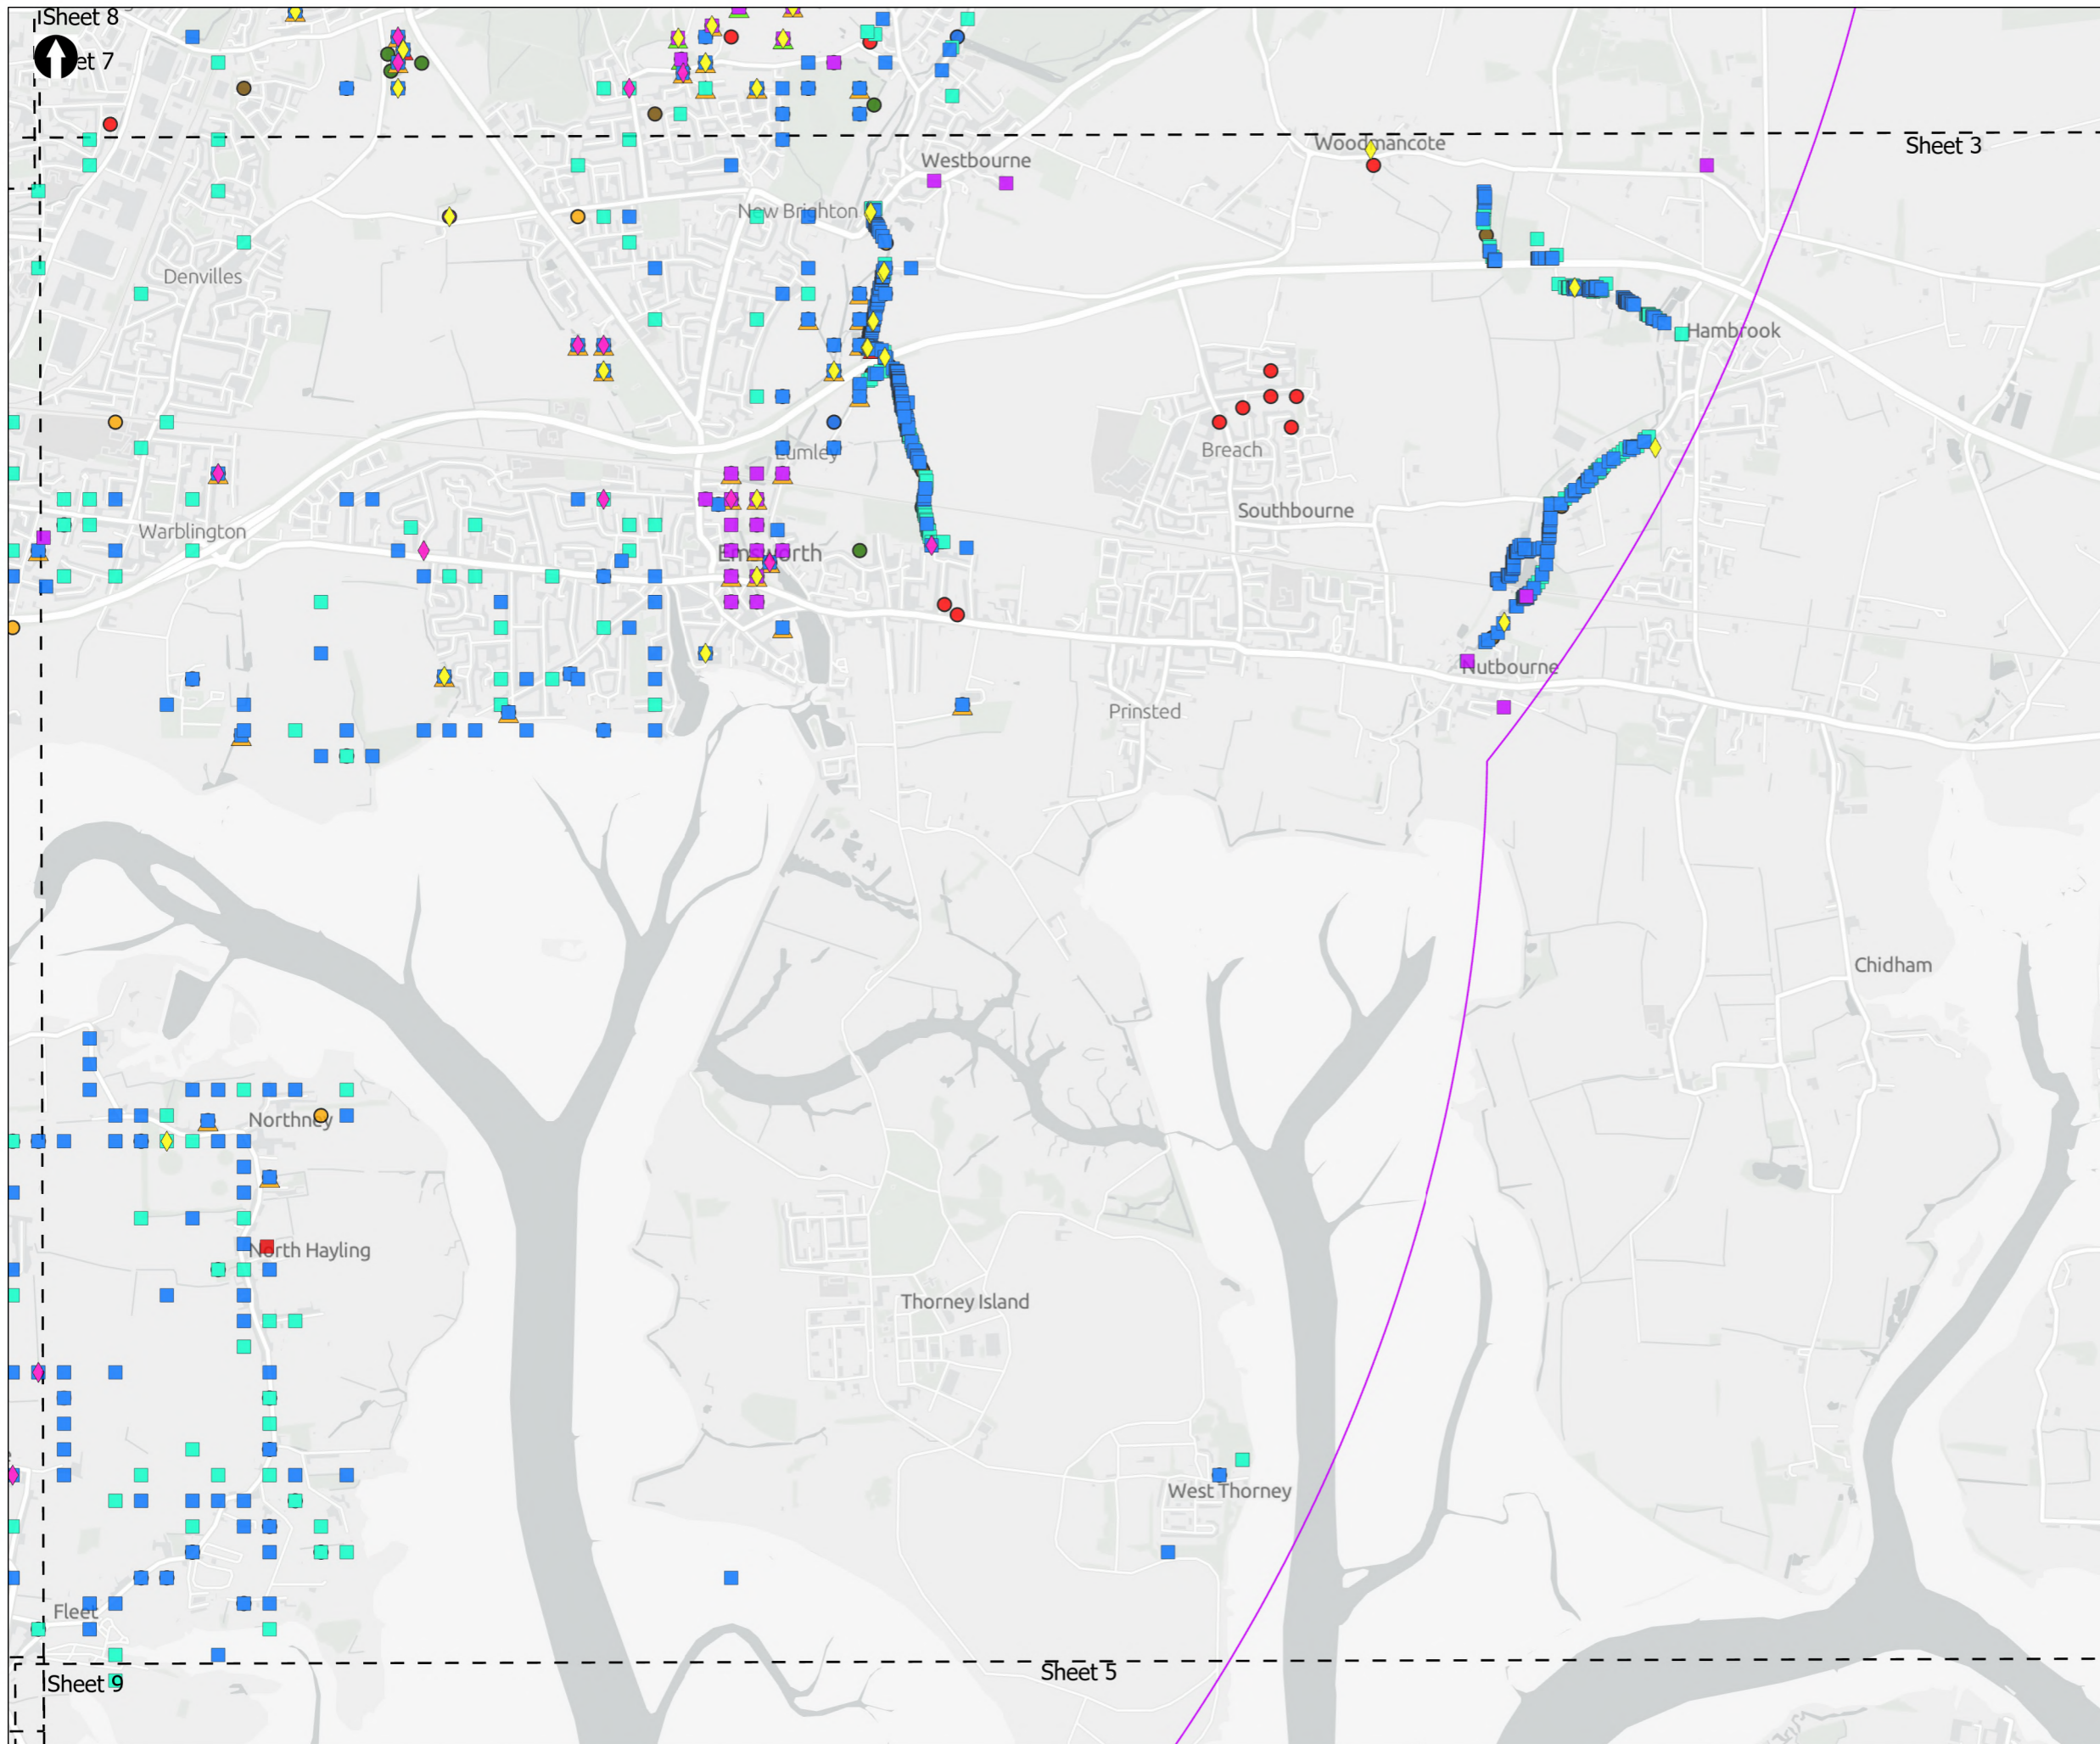 Sheet 8
et 7
Woodmancote
Sheet 3
Westbourne
New Brighton
Denvilles
Hambrook
Breach
Lumley
Southbourne
Warblington
Emsworth
Nutbourne
Prinsted
Chidham
Northney
North Hayling
Thorney Island
West Thorney
Fleet
Sheet 5
Sheet 9